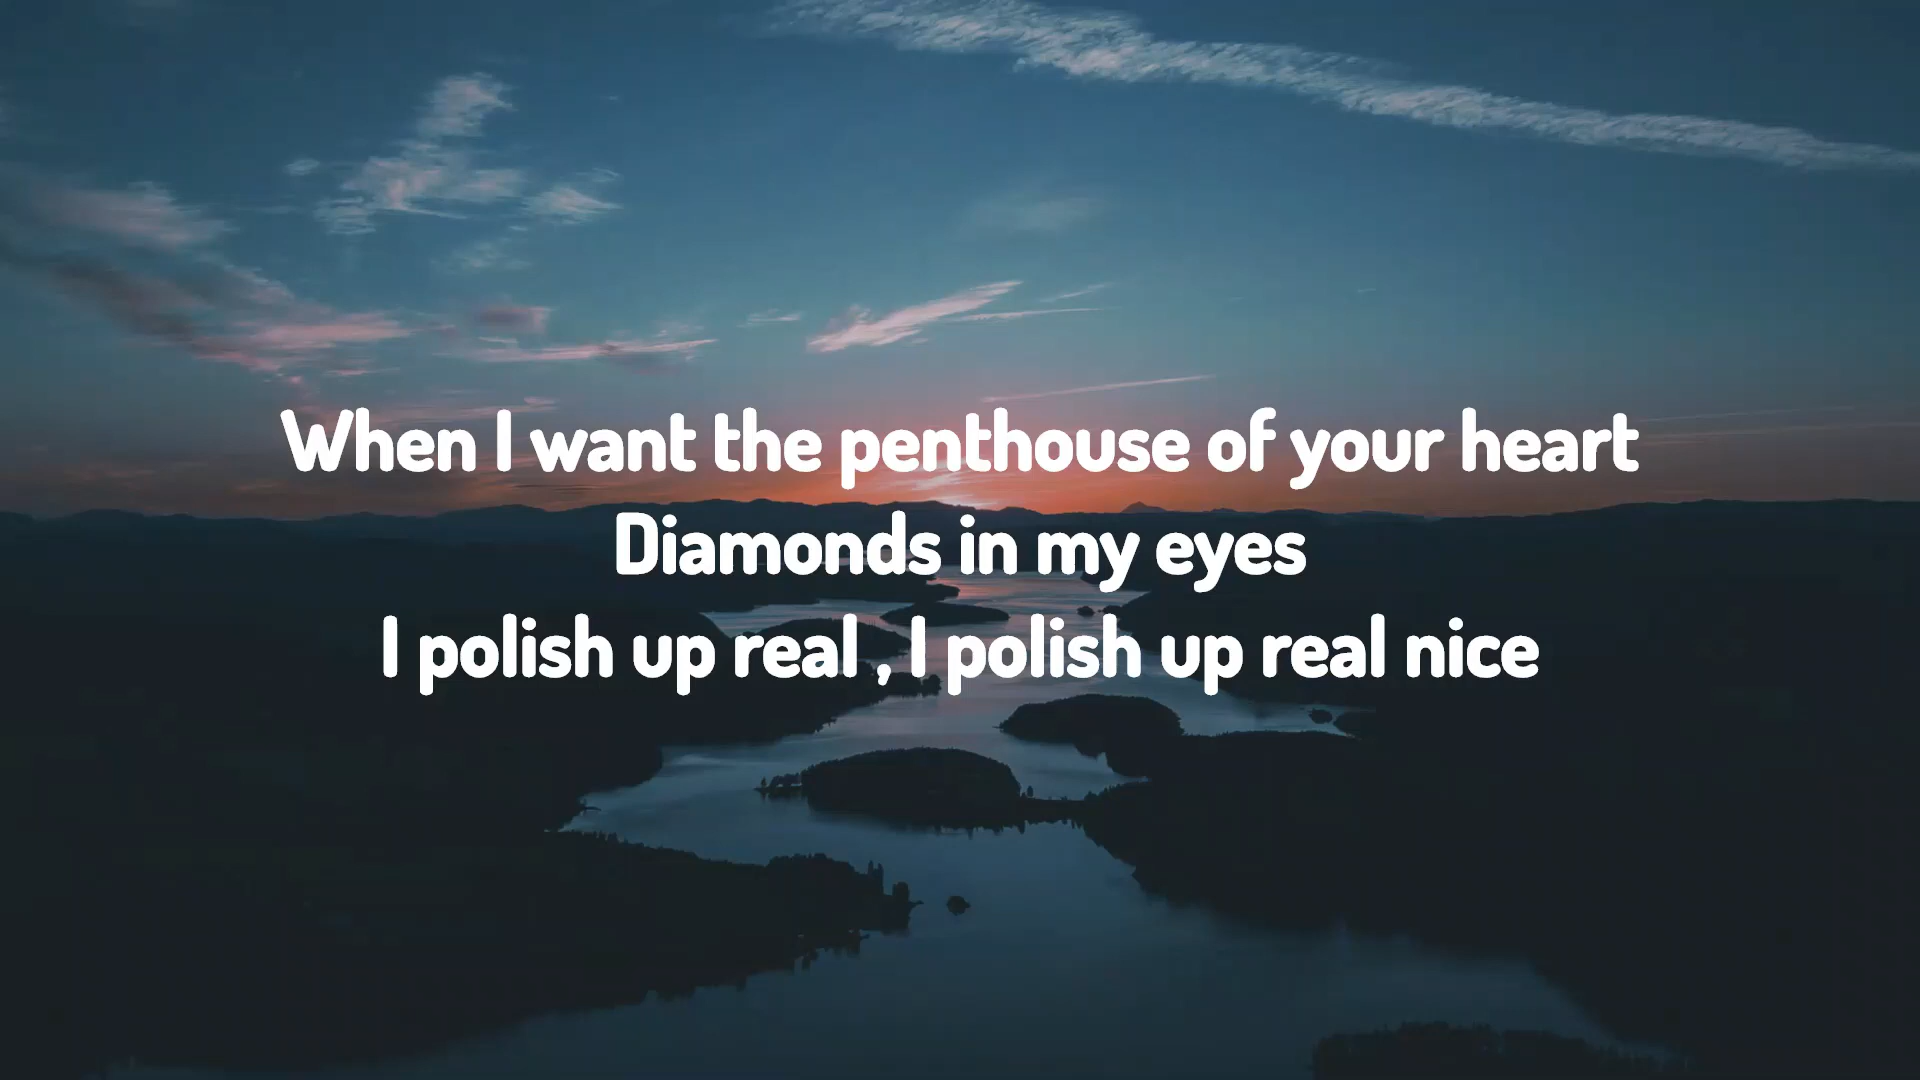 When I want the penthouse of your heart
Diamonds in my eyes
I polish up real , I polish up real nice